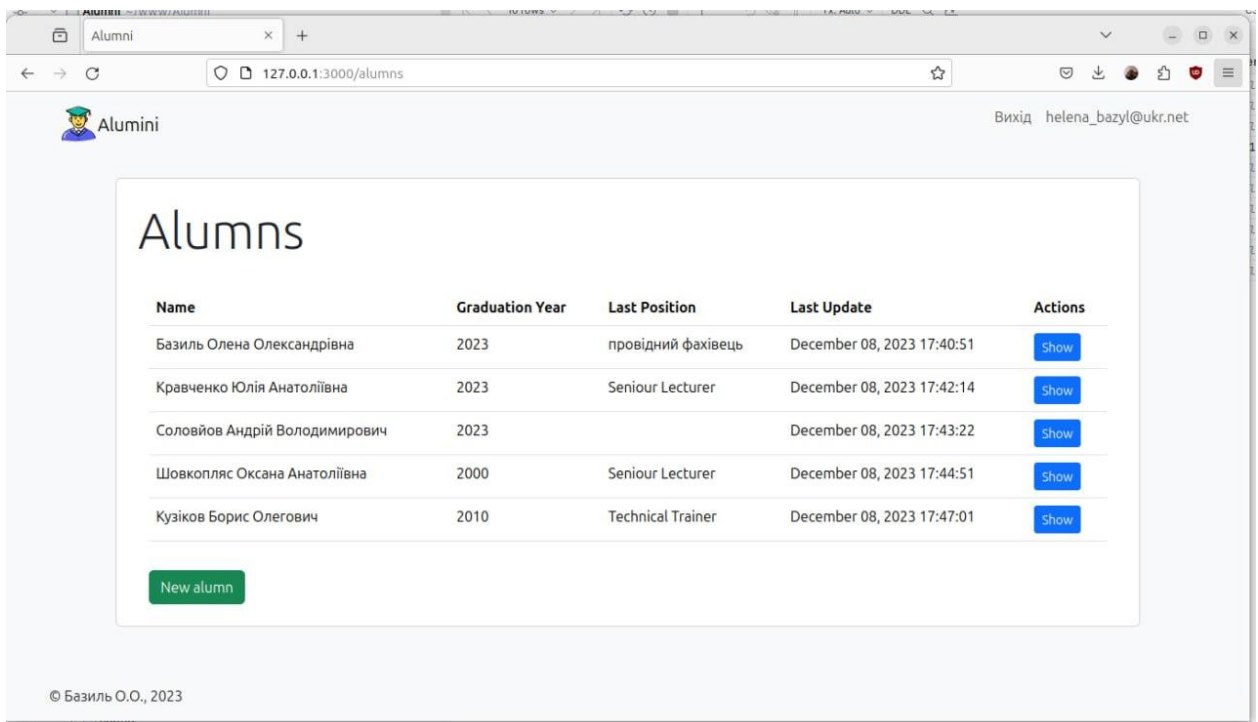 Alumni
127.0.0.1:3000/alumns
Alumini
Вихід helena_bazyl@ukr.net
Alumns
Name Graduation Year Last Position Last Update Actions
Базиль Олена Олександрівна 2023 провідний фахівець December 08, 2023 17:40:51 Show
Кравченко Юлія Анатоліївна 2023 Seniour Lecturer December 08, 2023 17:42:14 Show
Соловйов Андрій Володимирович 2023 December 08, 2023 17:43:22 Show
Шовкопляс Оксана Анатоліївна 2000 Seniour Lecturer December 08, 2023 17:44:51 Show
Кузіков Борис Олегович 2010 Technical Trainer December 08, 2023 17:47:01 Show
New alumn
© Базиль О.О., 2023